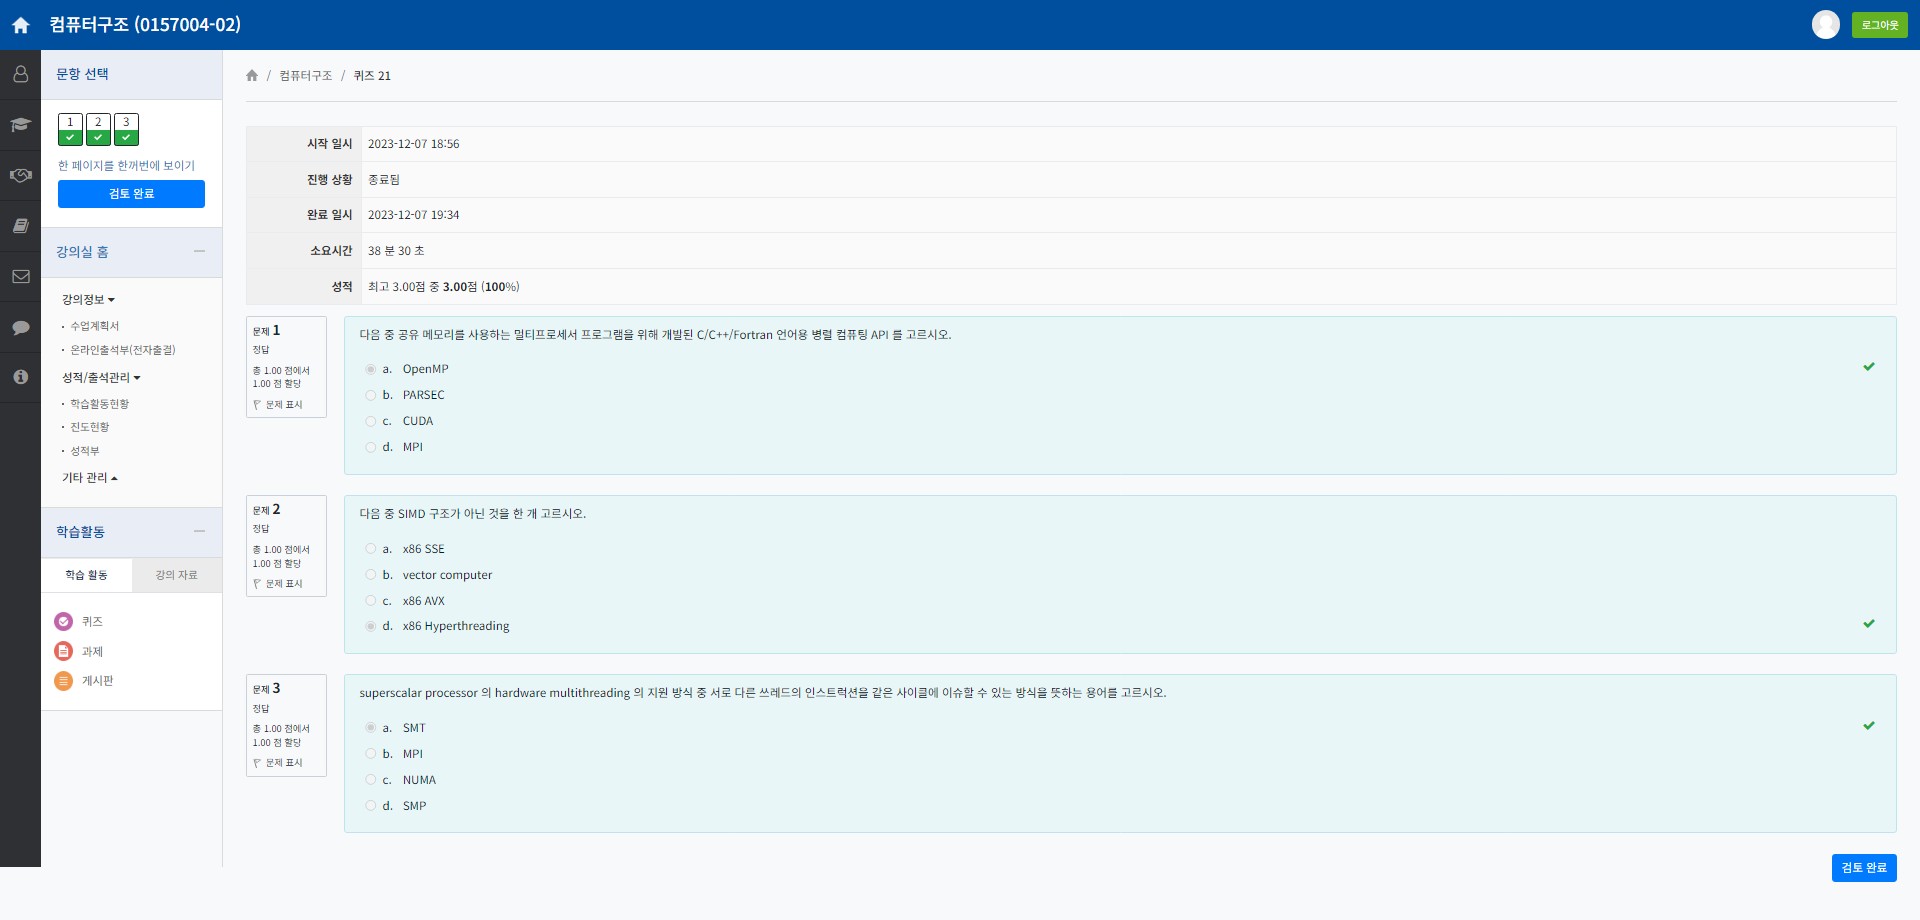 컴퓨터구조 (0157004-02)
로그아웃
문항 선택
1 2 3
한 페이지를 한꺼번에 보이기
검토 완료
강의실 홈
강의정보
수업계획서
온라인출석부(전자출결)
성적/출석관리
학습활동현황
진도현황
성적부
기타 관리
학습활동
학습 활동 강의 자료
퀴즈
과제
게시판
/ 컴퓨터구조 / 퀴즈 21
시작 일시 2023-12-07 18:56
진행 상황 종료됨
완료 일시 2023-12-07 19:34
소요시간 38 분 30 초
성적 최고 3.00점 중 3.00점 (100%)
문제 1
정답
총 1.00 점에서
1.00 점 할당
문제 표시
다음 중 공유 메모리를 사용하는 멀티프로세서 프로그램을 위해 개발된 C/C++/Fortran 언어용 병렬 컴퓨팅 API 를 고르시오.
a. OpenMP
b. PARSEC
c. CUDA
d. MPI
문제 2
정답
총 1.00 점에서
1.00 점 할당
문제 표시
다음 중 SIMD 구조가 아닌 것을 한 개 고르시오.
a. x86 SSE
b. vector computer
c. x86 AVX
d. x86 Hyperthreading
문제 3
정답
총 1.00 점에서
1.00 점 할당
문제 표시
superscalar processor 의 hardware multithreading 의 지원 방식 중 서로 다른 쓰레드의 인스트럭션을 같은 사이클에 이슈할 수 있는 방식을 뜻하는 용어를 고르시오.
a. SMT
b. MPI
c. NUMA
d. SMP
검토 완료